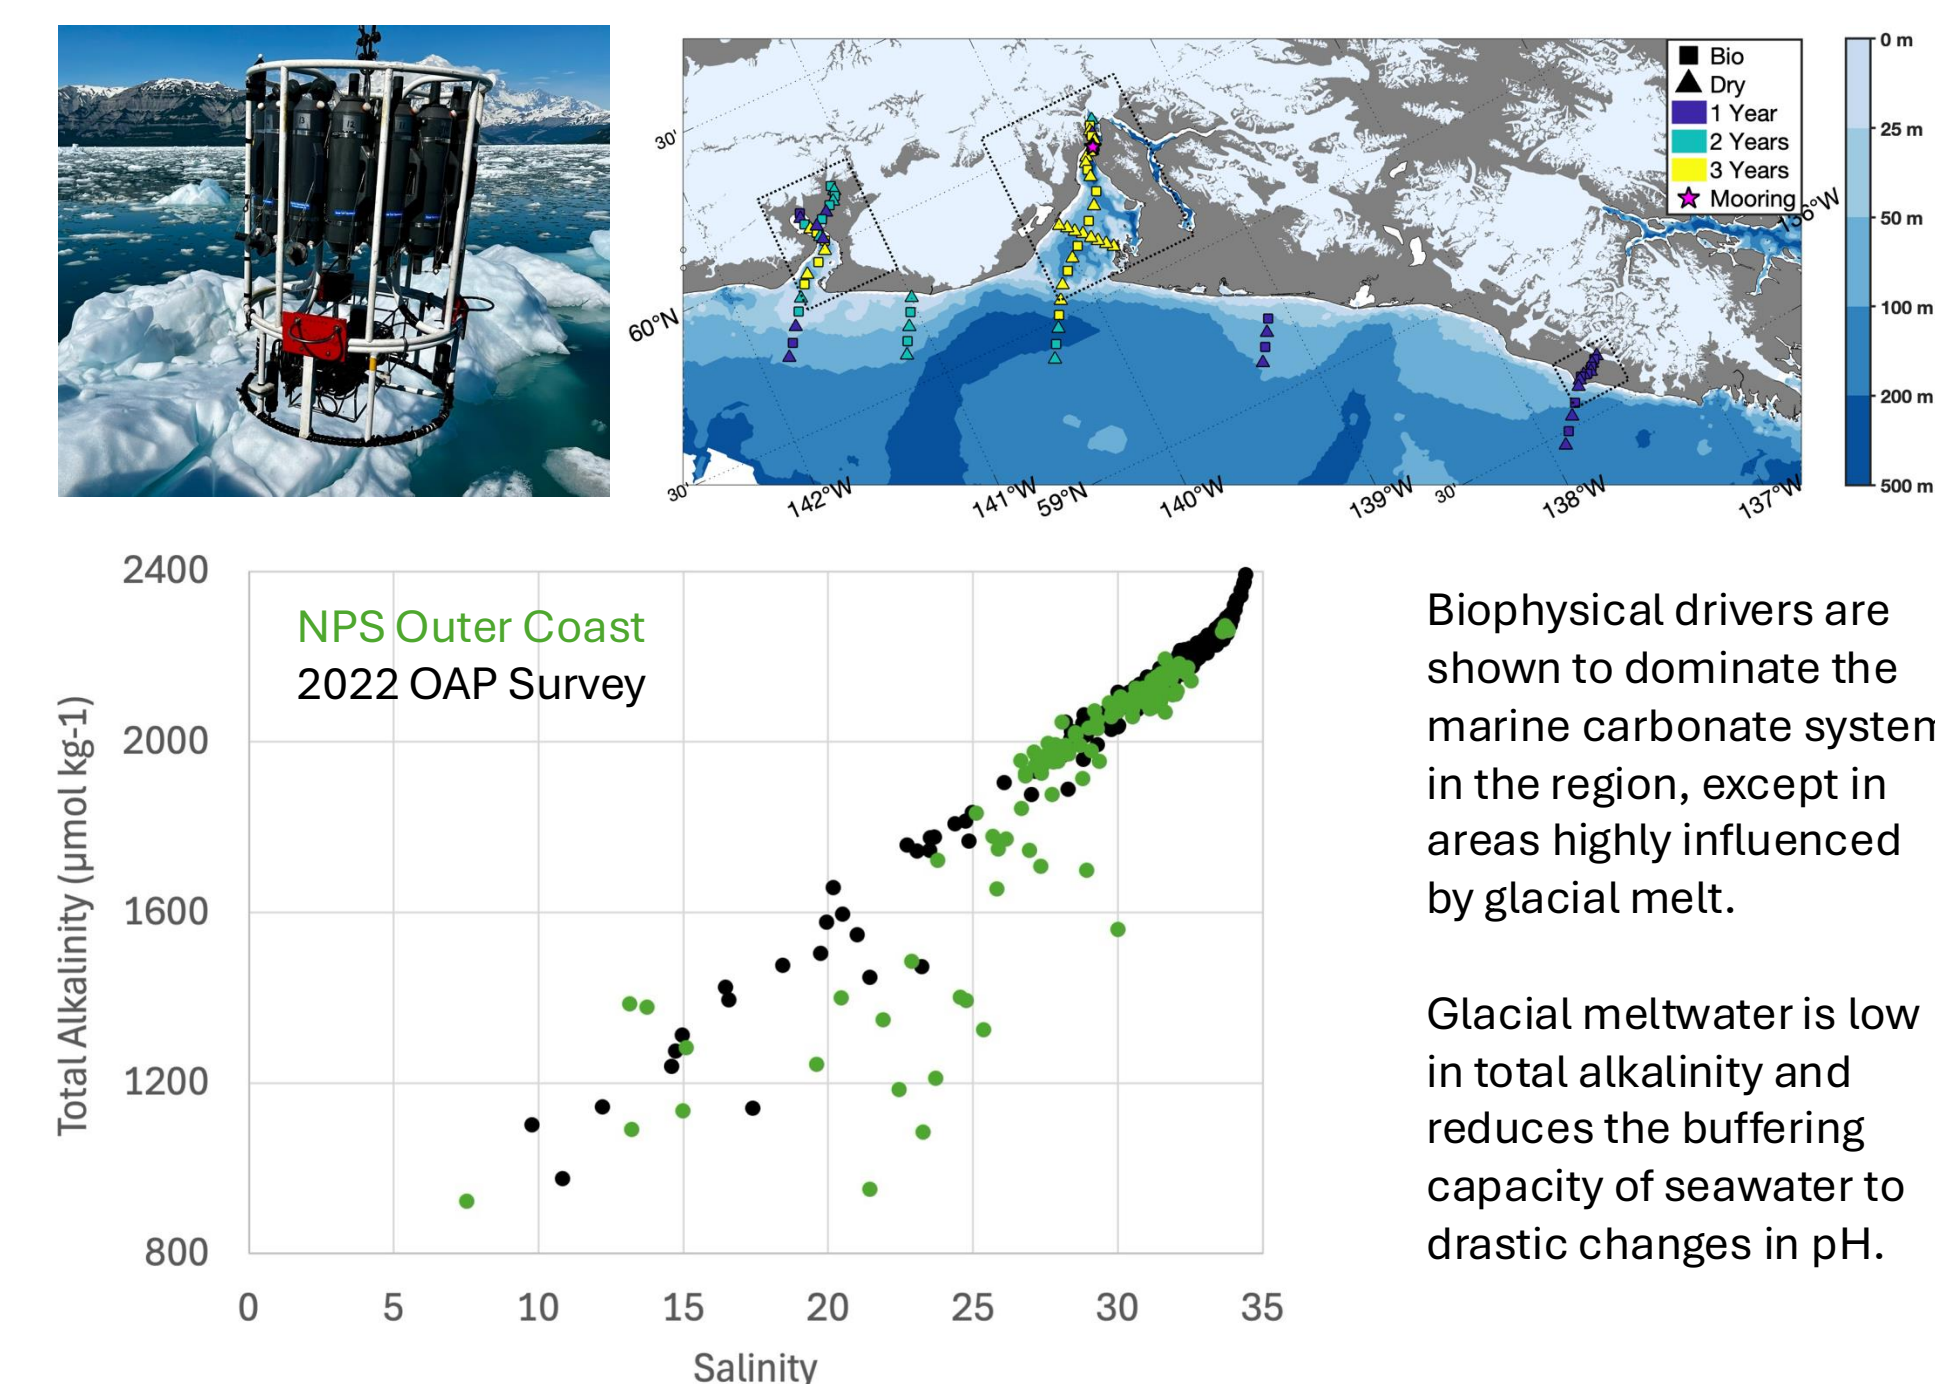 Bio
Dry
1 Year
2 Years
3 Years
Mooring
0 m
25 m
50 m
100 m
200 m
500 m
30'
60°N
30'
142°W
141°W
59°N
140°W
139°W
30'
138°W
137°W
136°W
NPS Outer Coast
2022 OAP Survey
Total Alkalinity (µmol kg-1)
2400
2000
1600
1200
800
0 5 10 15 20 25 30 35
Salinity
Biophysical drivers are
shown to dominate the
marine carbonate system
in the region, except in
areas highly influenced
by glacial melt.
Glacial meltwater is low
in total alkalinity and
reduces the buffering
capacity of seawater to
drastic changes in pH.